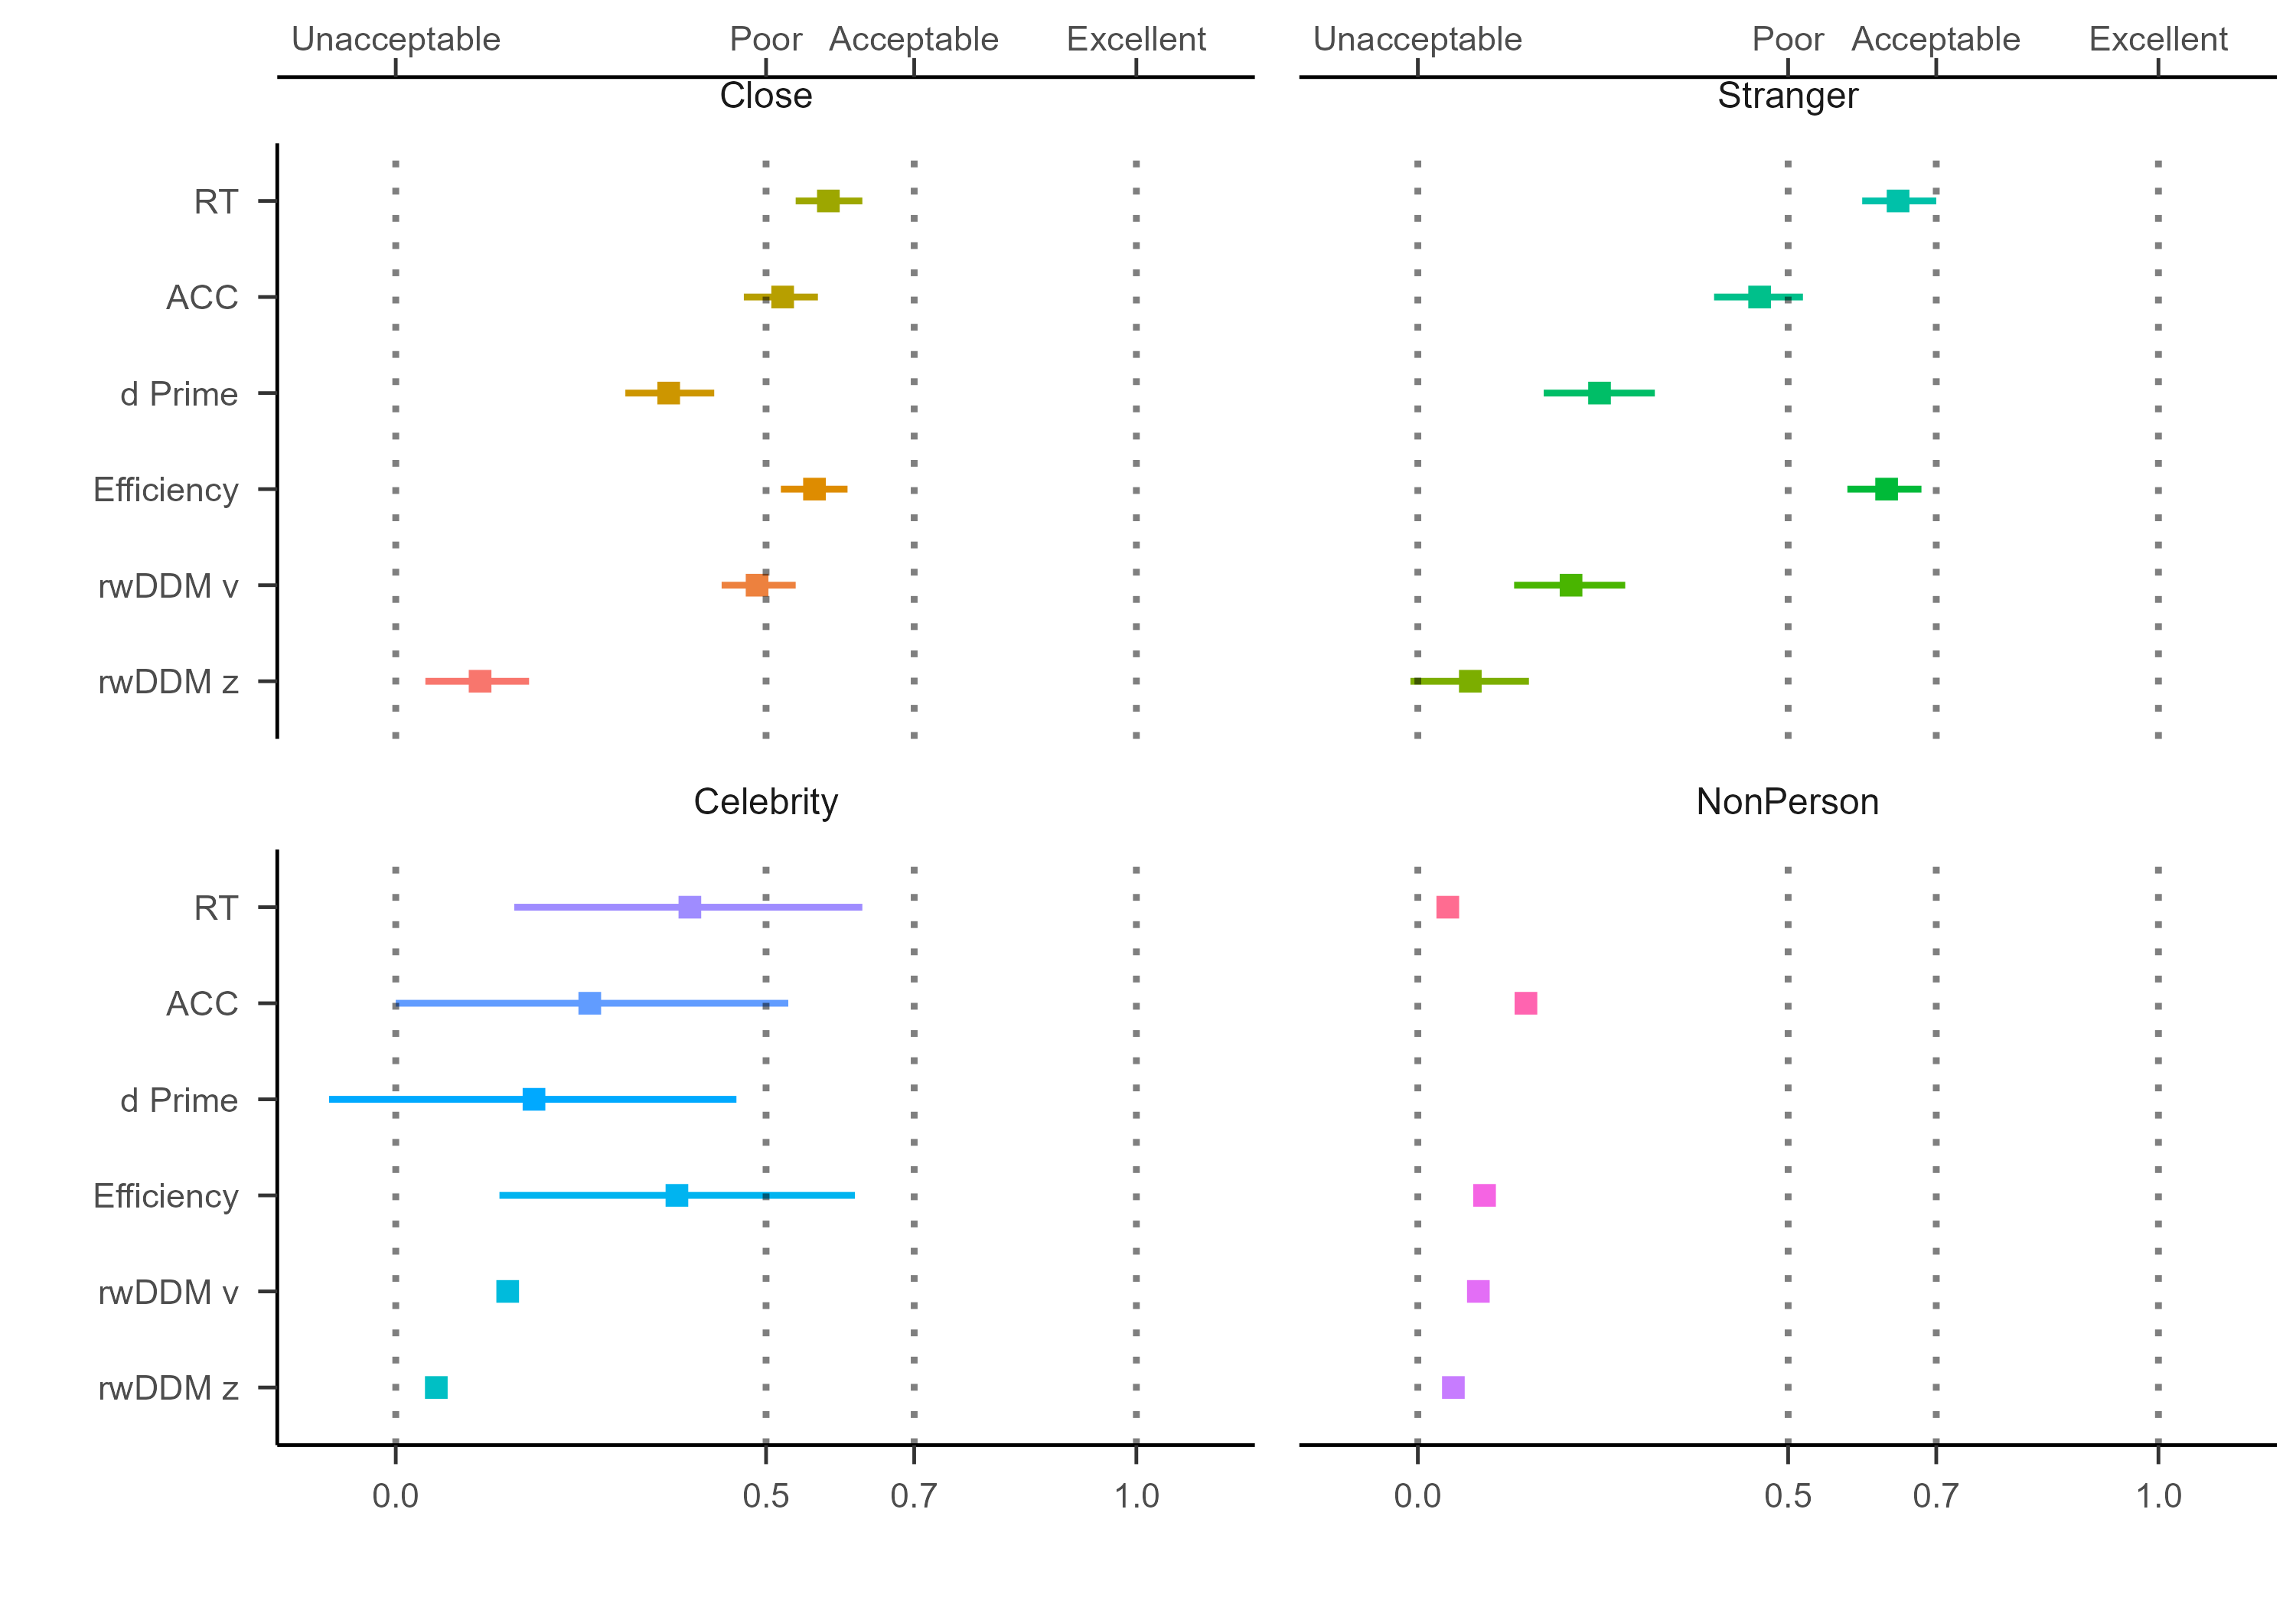 Unacceptable Poor Acceptable Excellent Unacceptable Poor Acceptable Excellent
Close Stranger
RT
ACC
d Prime
Efficiency
rwDDM v
rwDDM z
Celebrity NonPerson
RT
ACC
d Prime
Efficiency
rwDDM v
rwDDM z
0.0 0.5 0.7 1.0 0.0 0.5 0.7 1.0